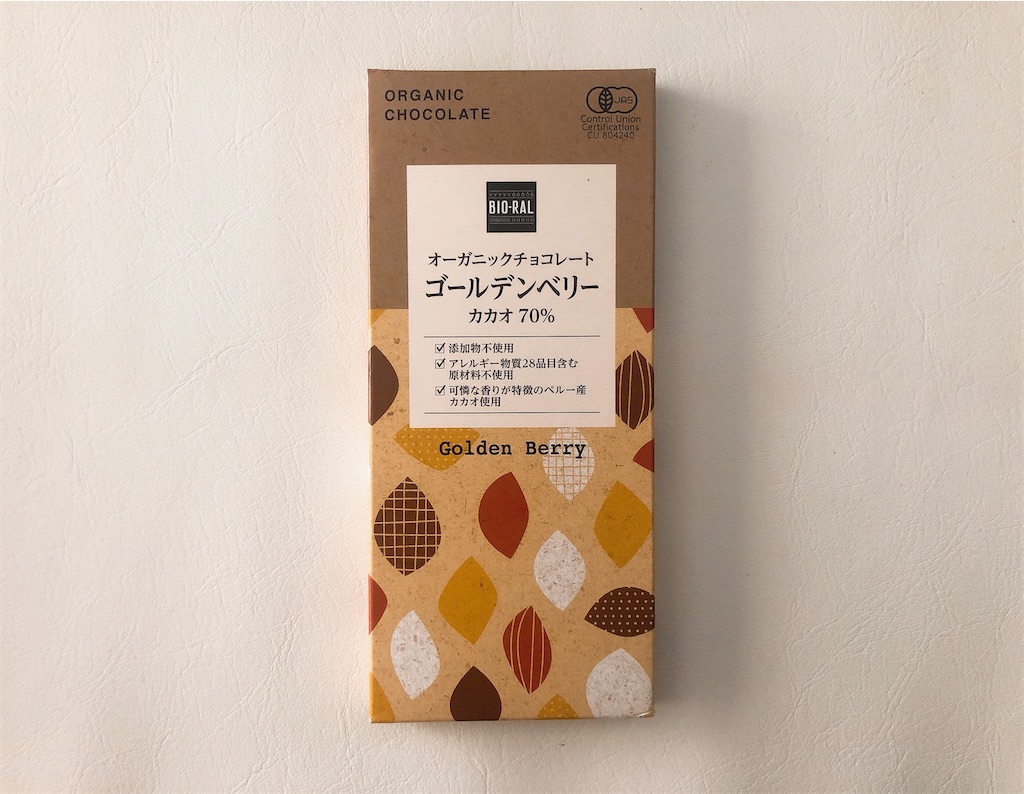 ORGANIC
CHOCOLATE
JAS
Control Union
Certifications
CU 804240
BIO-RAL
オーガニックチョコレート
ゴールデンベリー
カカオ 70%
添加物不使用
アレルギー物質28品目含む
原材料不使用
可憐な香りが特徴のペルー産
カカオ使用
Golden Berry